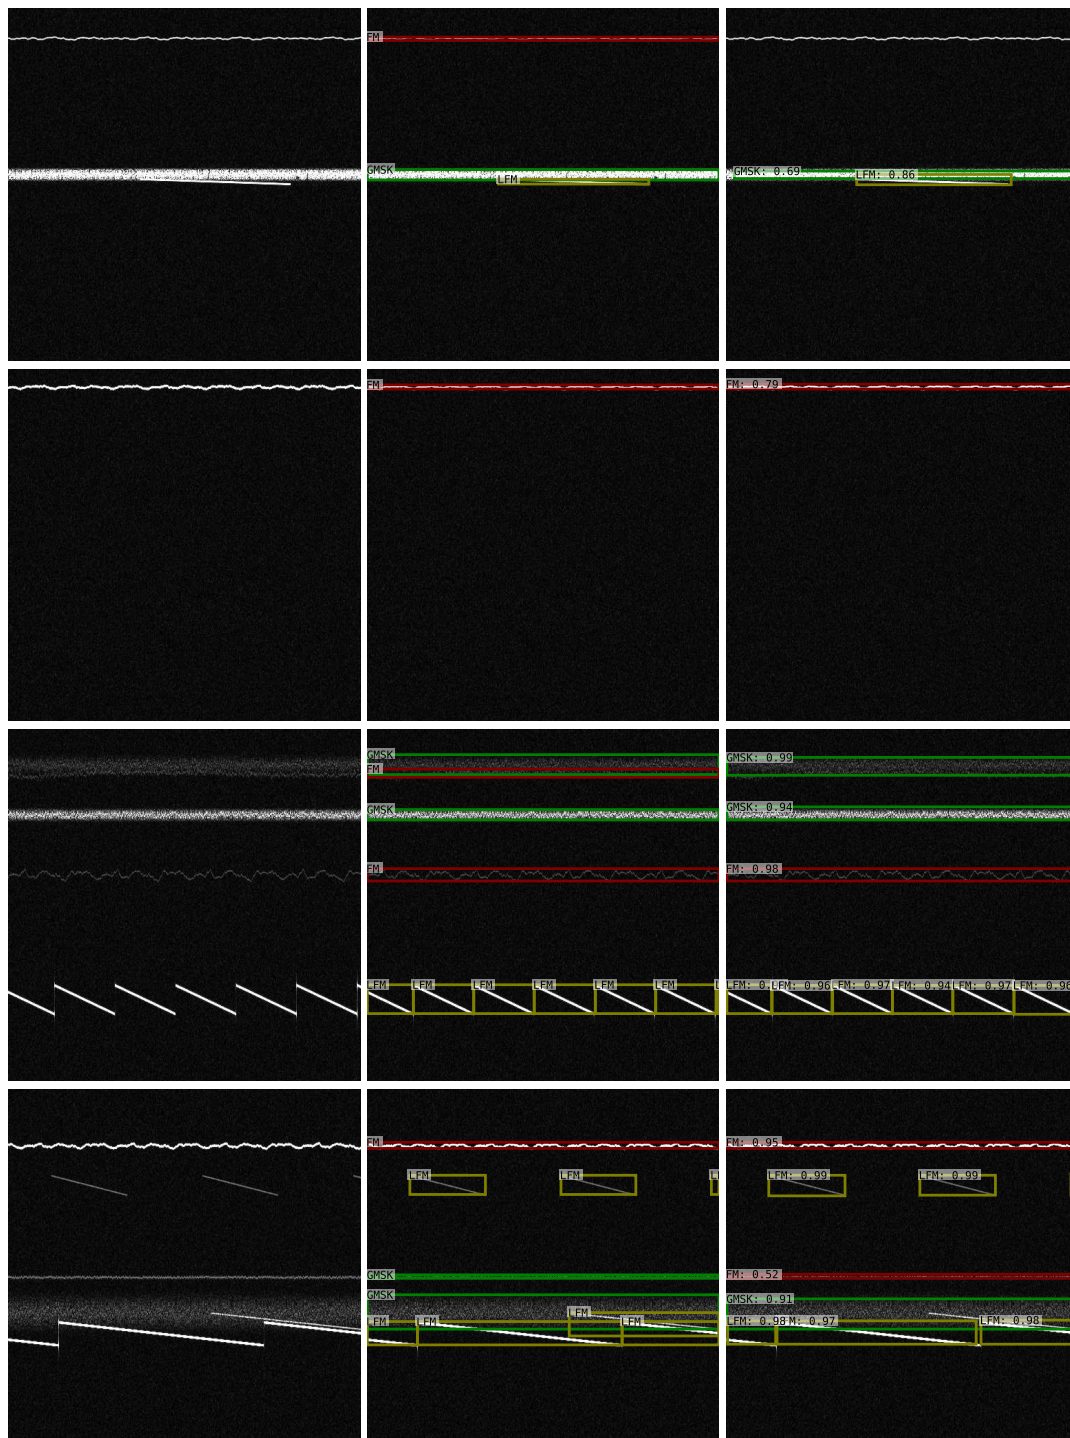 FM
GMSK
LFM
GMSK: 0.69
LFM: 0.86
FM
FM: 0.79
GMSK
FM
GMSK
FM
LFM LFM LFM LFM LFM LFM
GMSK: 0.99
GMSK: 0.94
FM: 0.98
LFM: 0.96 LFM: 0.97 LFM: 0.94 LFM: 0.97 LFM: 0.96
FM
LFM LFM
GMSK
GMSK
LFM
LFM LFM LFM
FM: 0.95
LFM: 0.99 LFM: 0.99
FM: 0.52
GMSK: 0.91
LFM: 0.98 M: 0.97 LFM: 0.98